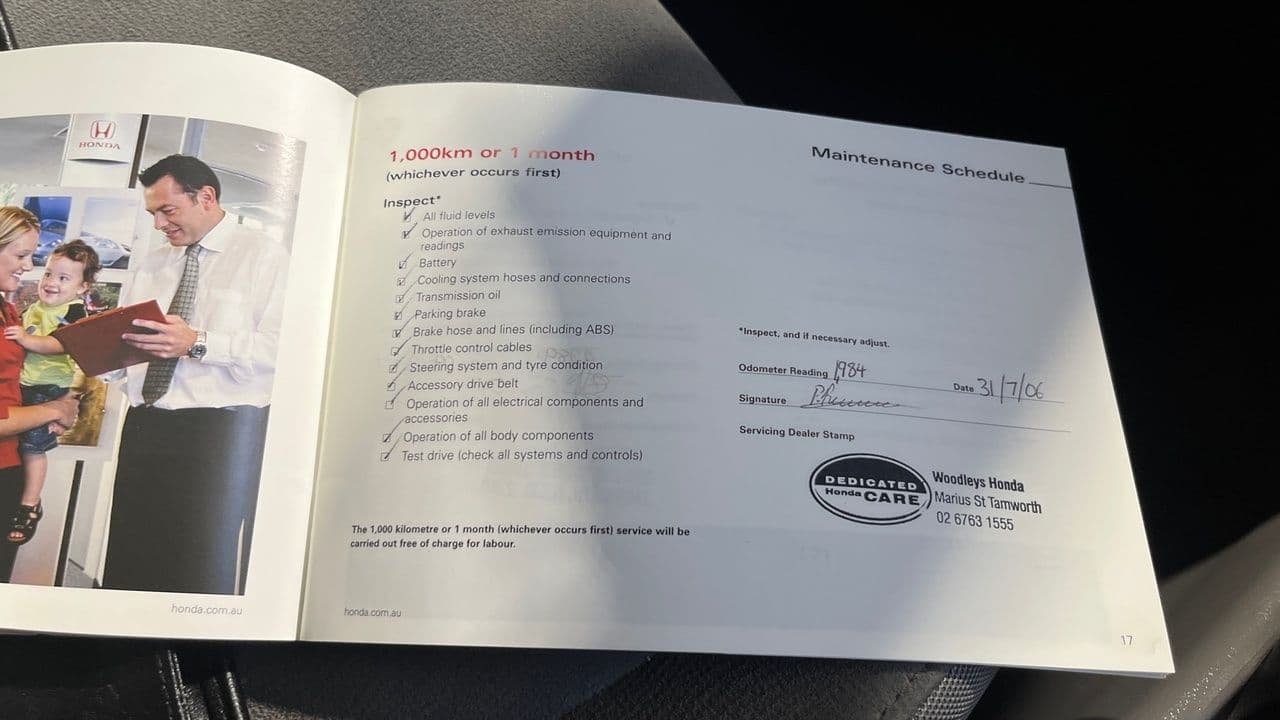 HONDA
honda.com.au
1,000km or 1 month
(whichever occurs first)
Inspect*
All fluid levels
Operation of exhaust emission equipment and
readings
Battery
Cooling system hoses and connections
Transmission oil
Parking brake
Brake hose and lines (including ABS)
Throttle control cables
Steering system and tyre condition
Accessory drive belt
Operation of all electrical components and
accessories
Operation of all body components
Test drive (check all systems and controls)
The 1,000 kilometre or 1 month (whichever occurs first) service will be
carried out free of charge for labour.
honda.com.au
Maintenance Schedule
*Inspect, and if necessary adjust.
Odometer Reading 1984 Date 31/7/06
Signature
Servicing Dealer Stamp
DEDICATED
Honda CARE
Woodleys Honda
Marius St Tamworth
02 6763 1555
17